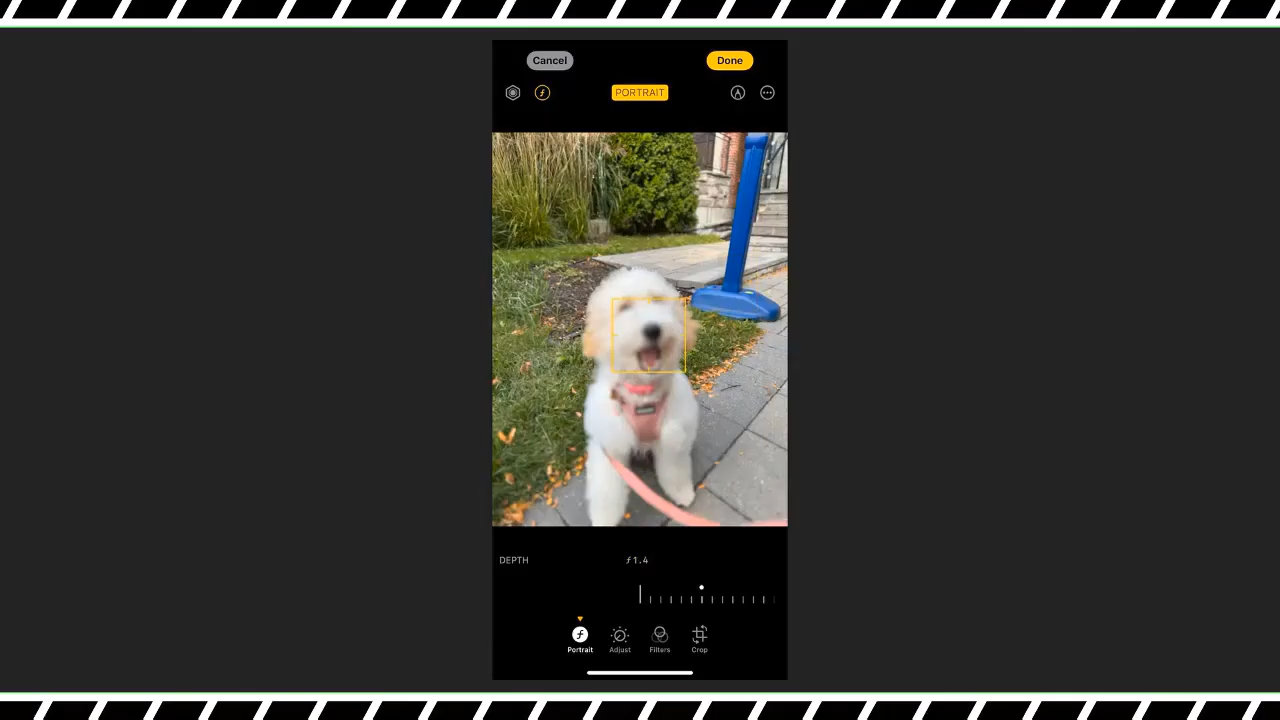 Cancel
Done
PORTRAIT
DEPTH
ƒ1.4
Portrait
Adjust
Filters
Crop